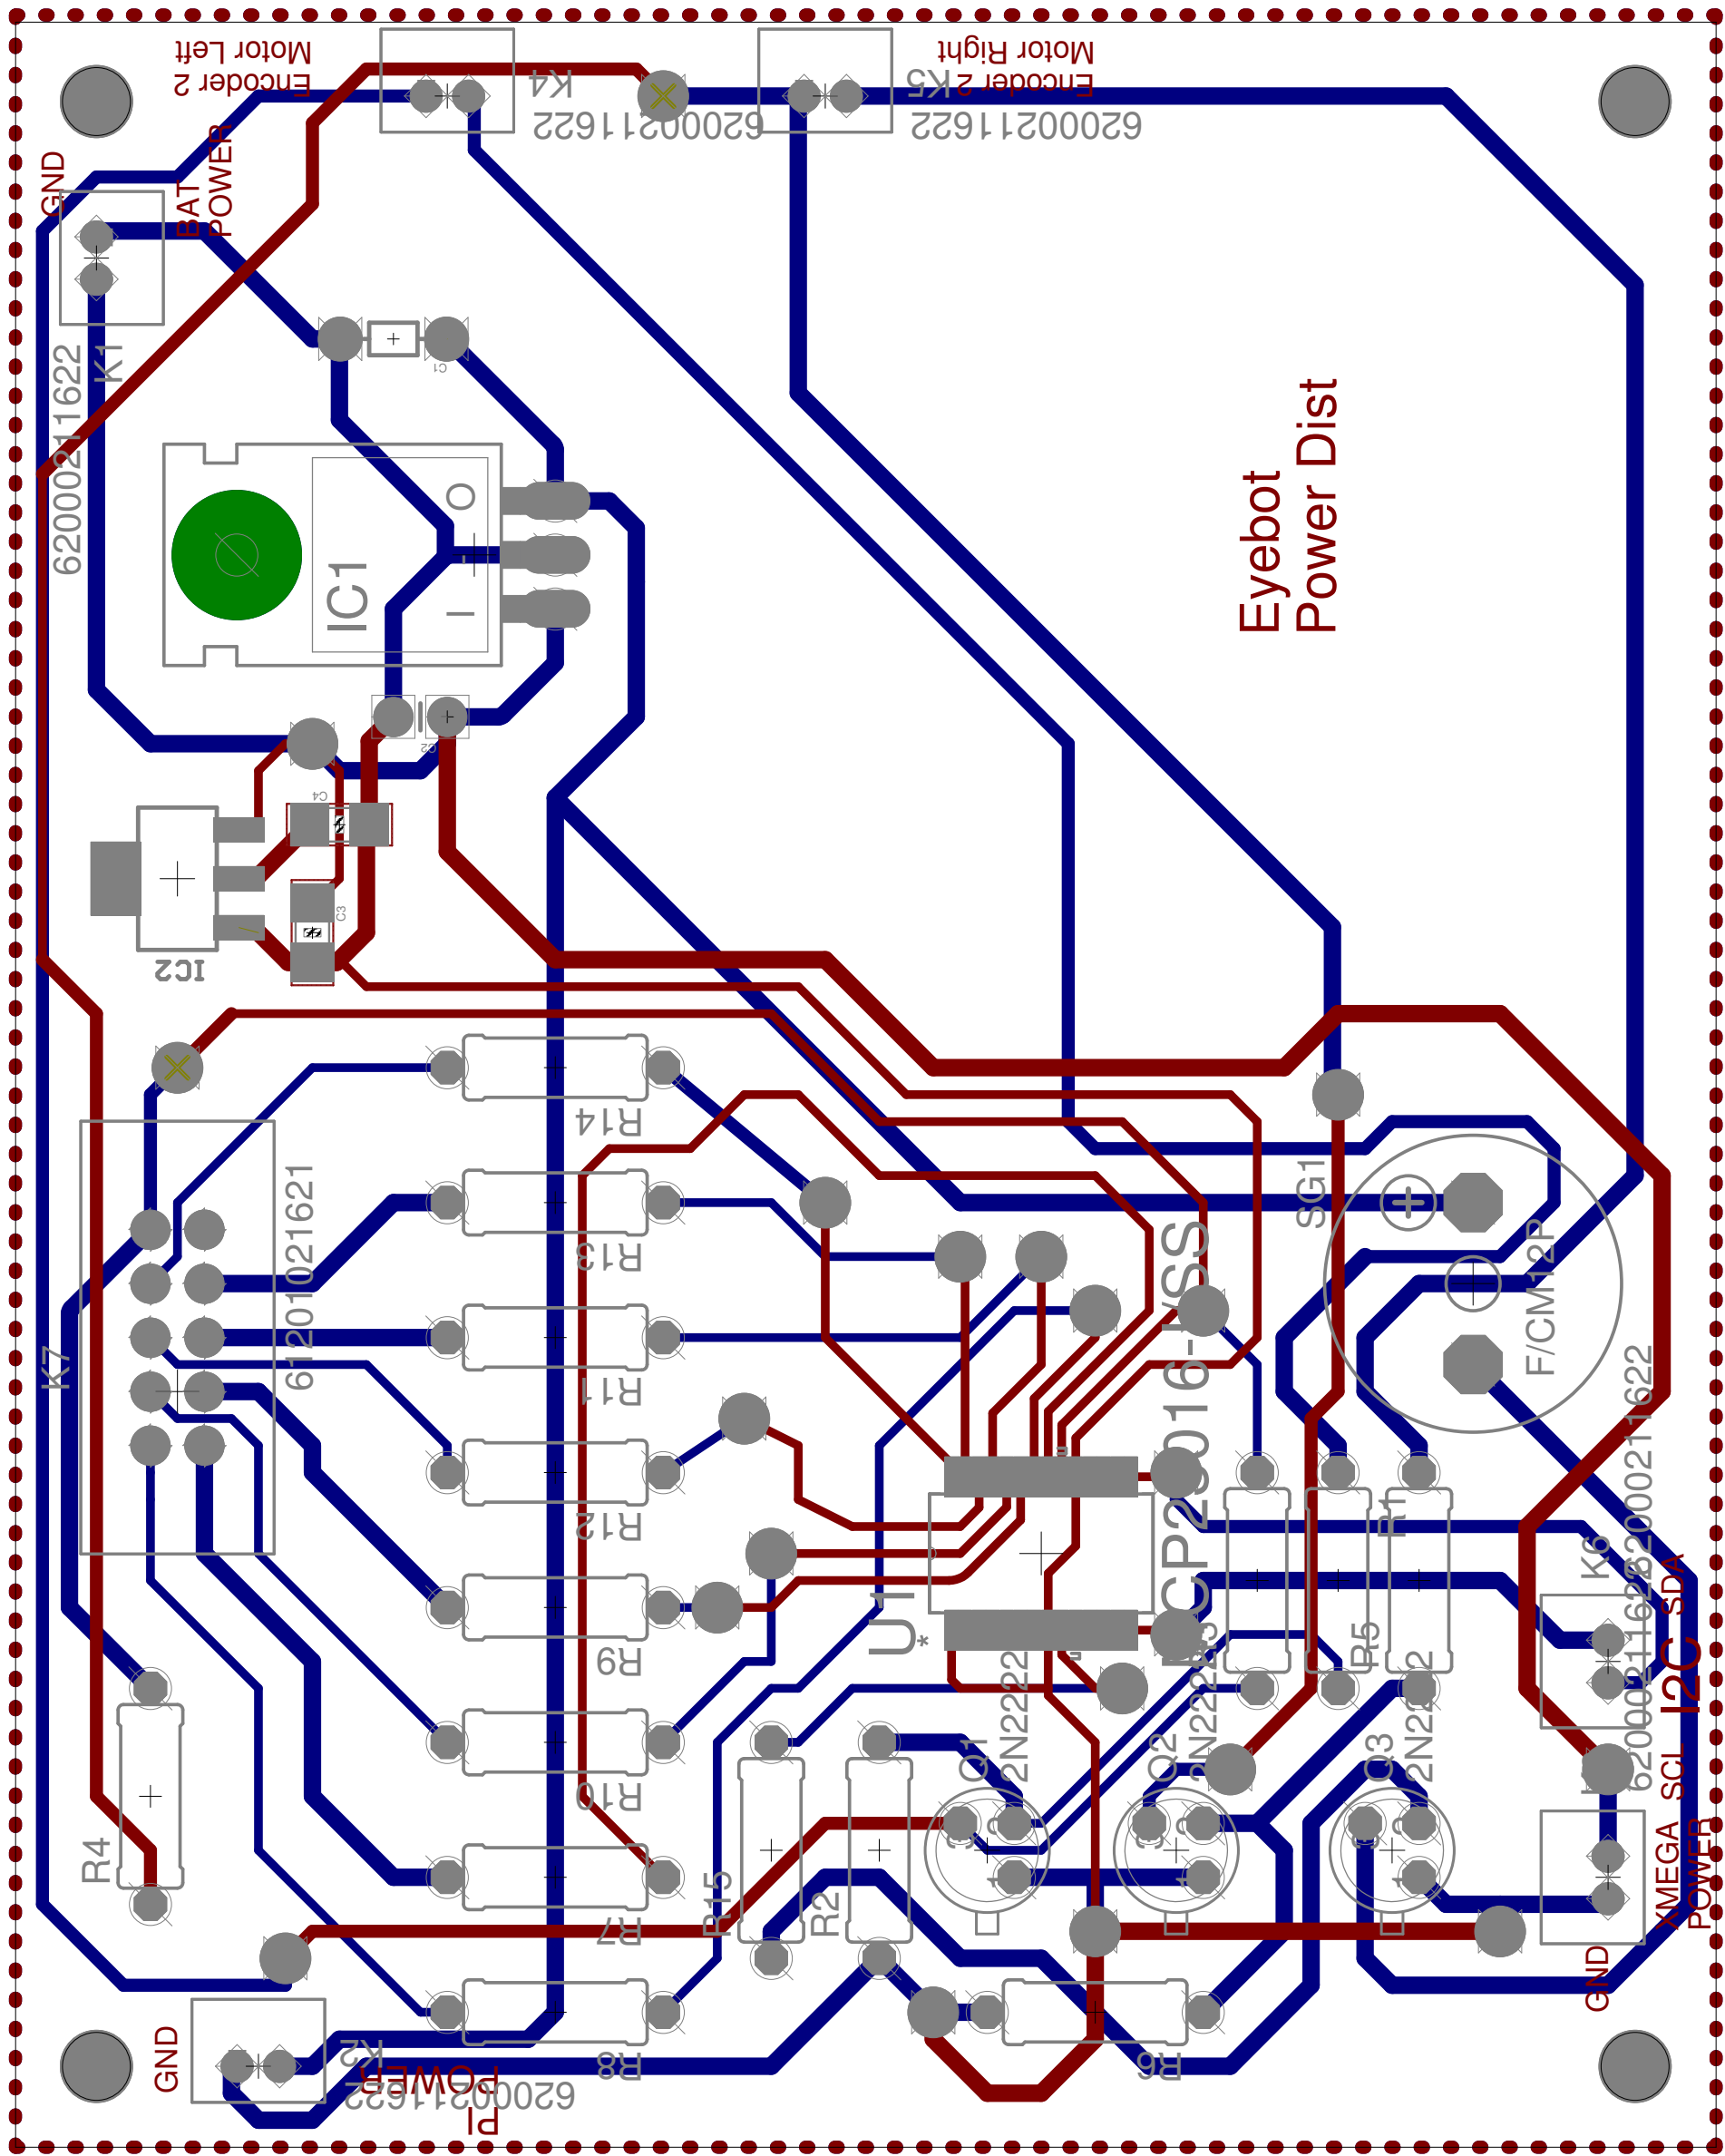 Motor Left
Encoder 2
Motor Right
Encoder 2
K4
62000211622
K5
62000211622
GND
BAT
POWER
K1
62000211622
C1
IC1
O
-
I
C2
C4
C3
IC2
Eyebot
Power Dist
R14
R13
R11
R12
R9
R10
R7
R8
K7
61201021621
SG1
F/CM12P
U1
*
R1
R5
K6
62000211622
62000211622
I2C
SDA
SCL
Q1
2N2222
Q2
2N2222
Q3
2N2222
R4
R15
R2
R6
XMEGA
POWER
GND
GND
K2
62000211622
PI
POWER